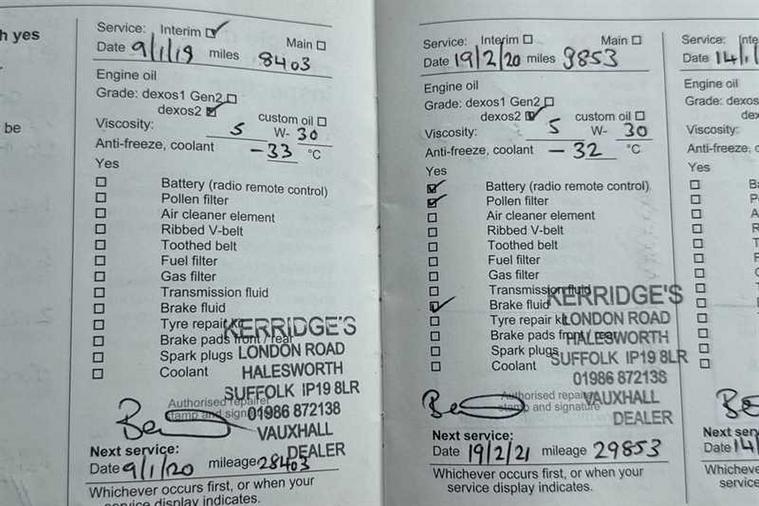 h yes
be
Service: Interim Main
Date 9/1/19 miles 8403
Engine oil
Grade: dexos1 Gen2
dexos2 custom oil
Viscosity: 5 W- 30
Anti-freeze, coolant -33 °C
Yes
Battery (radio remote control)
Pollen filter
Air cleaner element
Ribbed V-belt
Toothed belt
Fuel filter
Gas filter
Transmission fluid
Brake fluid
Tyre repair kit
Brake pads front / rear
Spark plugs
Coolant
KERRIDGE'S
LONDON ROAD
HALESWORTH
SUFFOLK IP19 8LR
01986 872138
VAUXHALL
DEALER
Authorised repairer
stamp and signature
Next service:
Date 9/1/20 mileage 28403
Whichever occurs first, or when your
service display indicates.
Service: Interim Main
Date 19/2/20 miles 9853
Engine oil
Grade: dexos1 Gen2
dexos2 custom oil
Viscosity: 5 W- 30
Anti-freeze, coolant - 32 °C
Yes
Battery (radio remote control)
Pollen filter
Air cleaner element
Ribbed V-belt
Toothed belt
Fuel filter
Gas filter
Transmission fluid
Brake fluid
Tyre repair kit
Brake pads front / rear
Spark plugs
Coolant
KERRIDGE'S
LONDON ROAD
HALESWORTH
SUFFOLK IP19 8LR
01986 872138
VAUXHALL
DEALER
Authorised repairer
stamp and signature
Next service:
Date 19/2/21 mileage 29853
Whichever occurs first, or when your
service display indicates.
Service: Inte
Date 14/1
Engine oil
Grade: dexos
dex
Viscosity:
Anti-freeze, c
Yes
Ba
P
A
R
T
F
G
T
B
Next serv
Date 14/
Whicheve
service